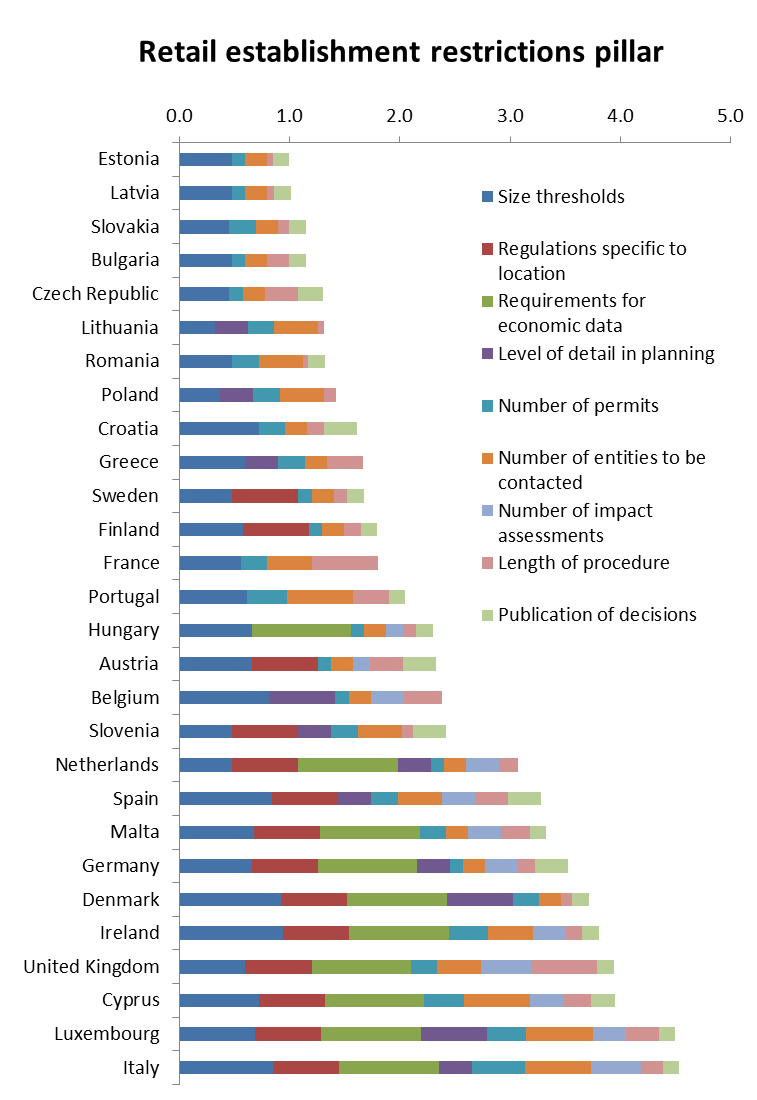 Retail establishment restrictions pillar
0.0 1.0 2.0 3.0 4.0 5.0
Estonia
Latvia
Slovakia
Bulgaria
Czech Republic
Lithuania
Romania
Poland
Croatia
Greece
Sweden
Finland
France
Portugal
Hungary
Austria
Belgium
Slovenia
Netherlands
Spain
Malta
Germany
Denmark
Ireland
United Kingdom
Cyprus
Luxembourg
Italy
Size thresholds
Regulations specific to
location
Requirements for
economic data
Level of detail in planning
Number of permits
Number of entities to be
contacted
Number of impact
assessments
Length of procedure
Publication of decisions